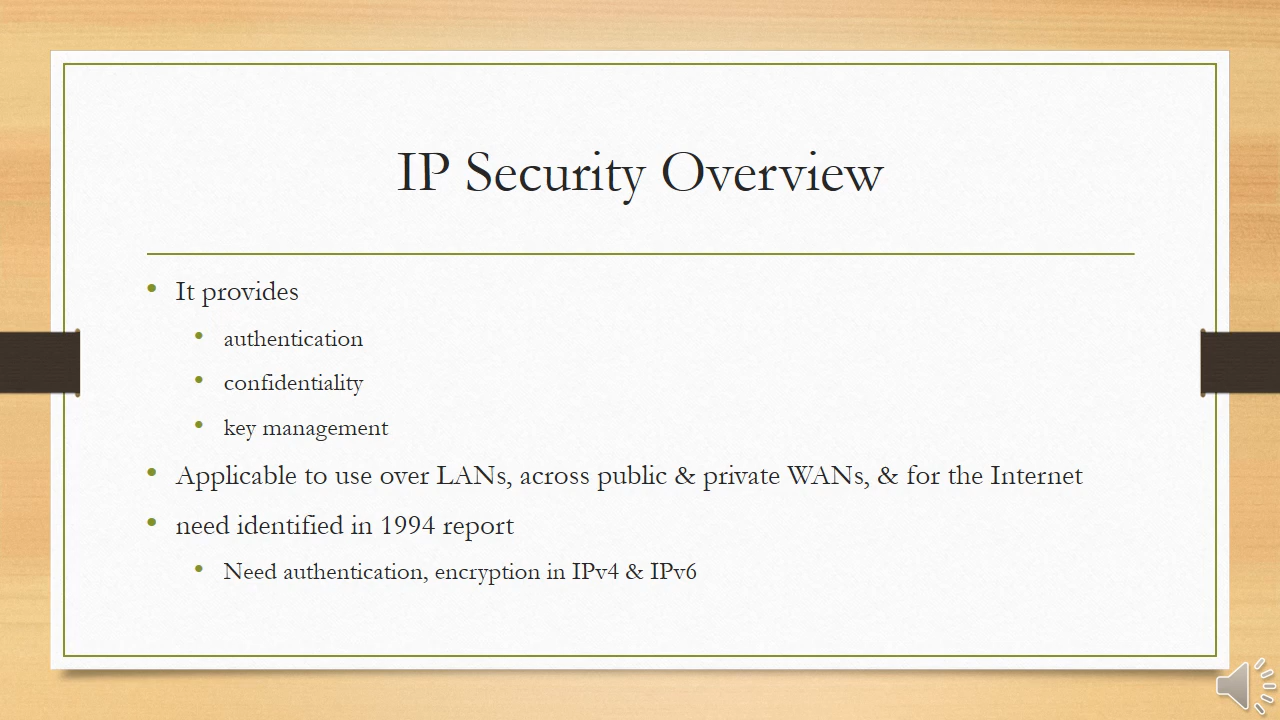 IP Security Overview
• It provides
• authentication
• confidentiality
• key management
• Applicable to use over LANs, across public & private WANs, & for the Internet
• need identified in 1994 report
• Need authentication, encryption in IPv4 & IPv6